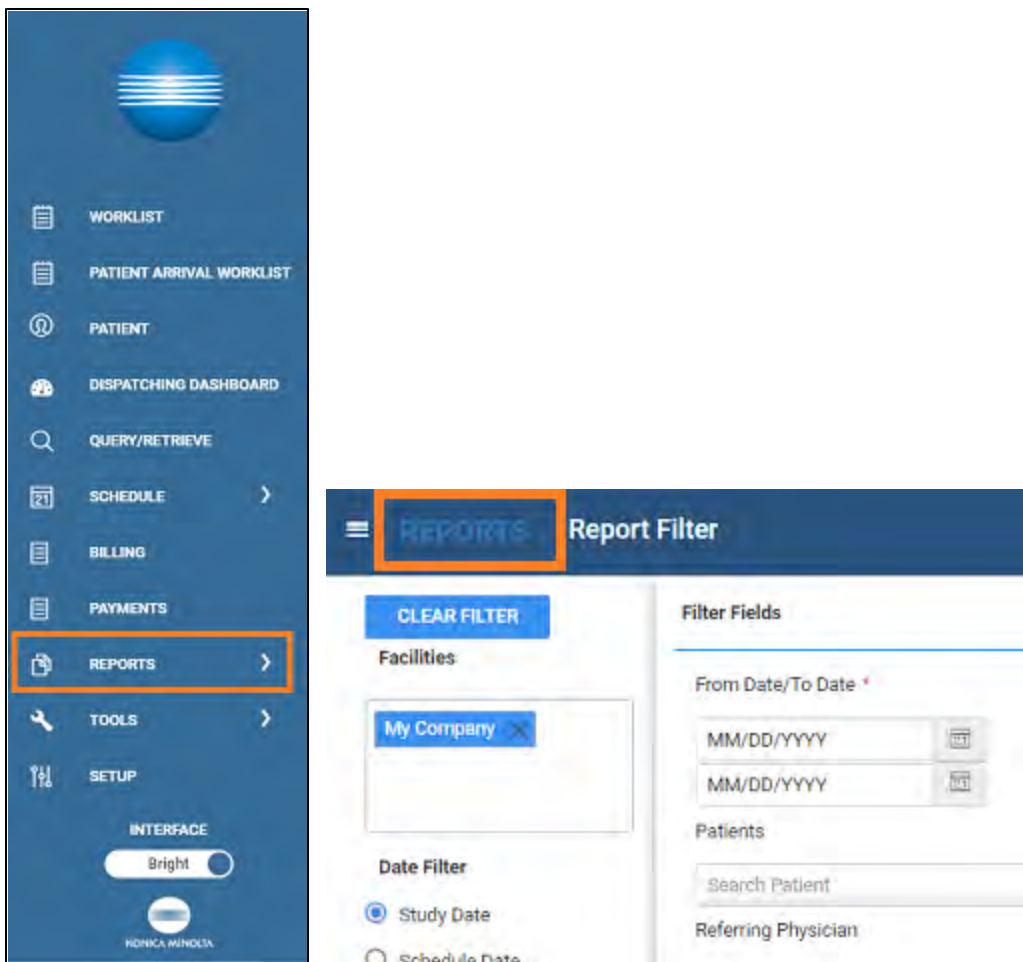 WORKLIST
PATIENT ARRIVAL WORKLIST
PATIENT
DISPATCHING DASHBOARD
QUERY/RETRIEVE
21 SCHEDULE
BILLING
PAYMENTS
REPORTS
TOOLS
SETUP
INTERFACE
Bright
KONICA MINOLTA
REPORTS Report Filter
CLEAR FILTER
Facilities
My Company
Date Filter
Study Date
Schedule Date
Filter Fields
From Date/To Date *
MM/DD/YYYY
MM/DD/YYYY
Patients
Search Patient
Referring Physician